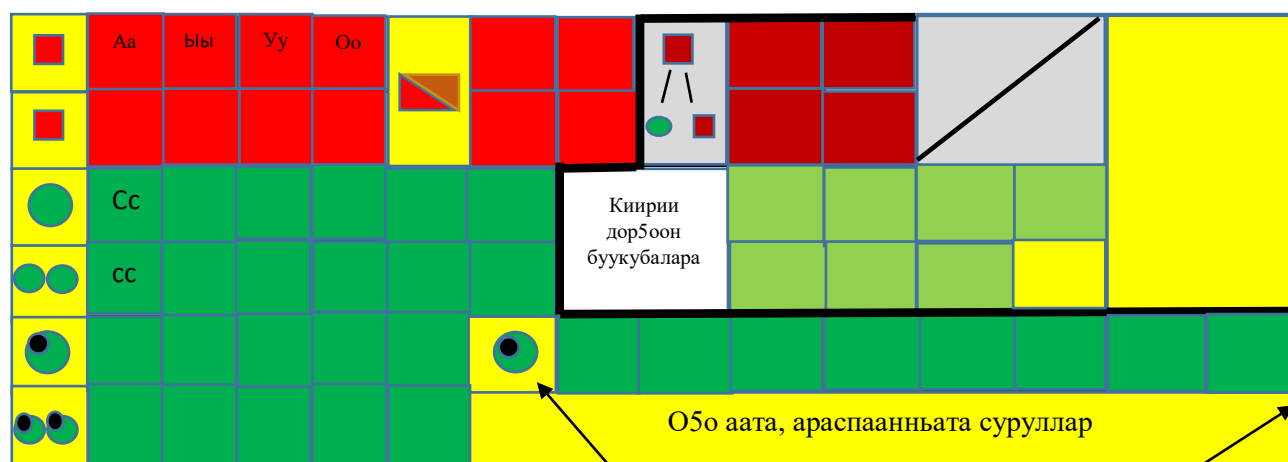 Аа Ыы Уу Оо
Сс
Киирии
дор5оон
буукубалара
сс
О5о аата, араспаанньата суруллар